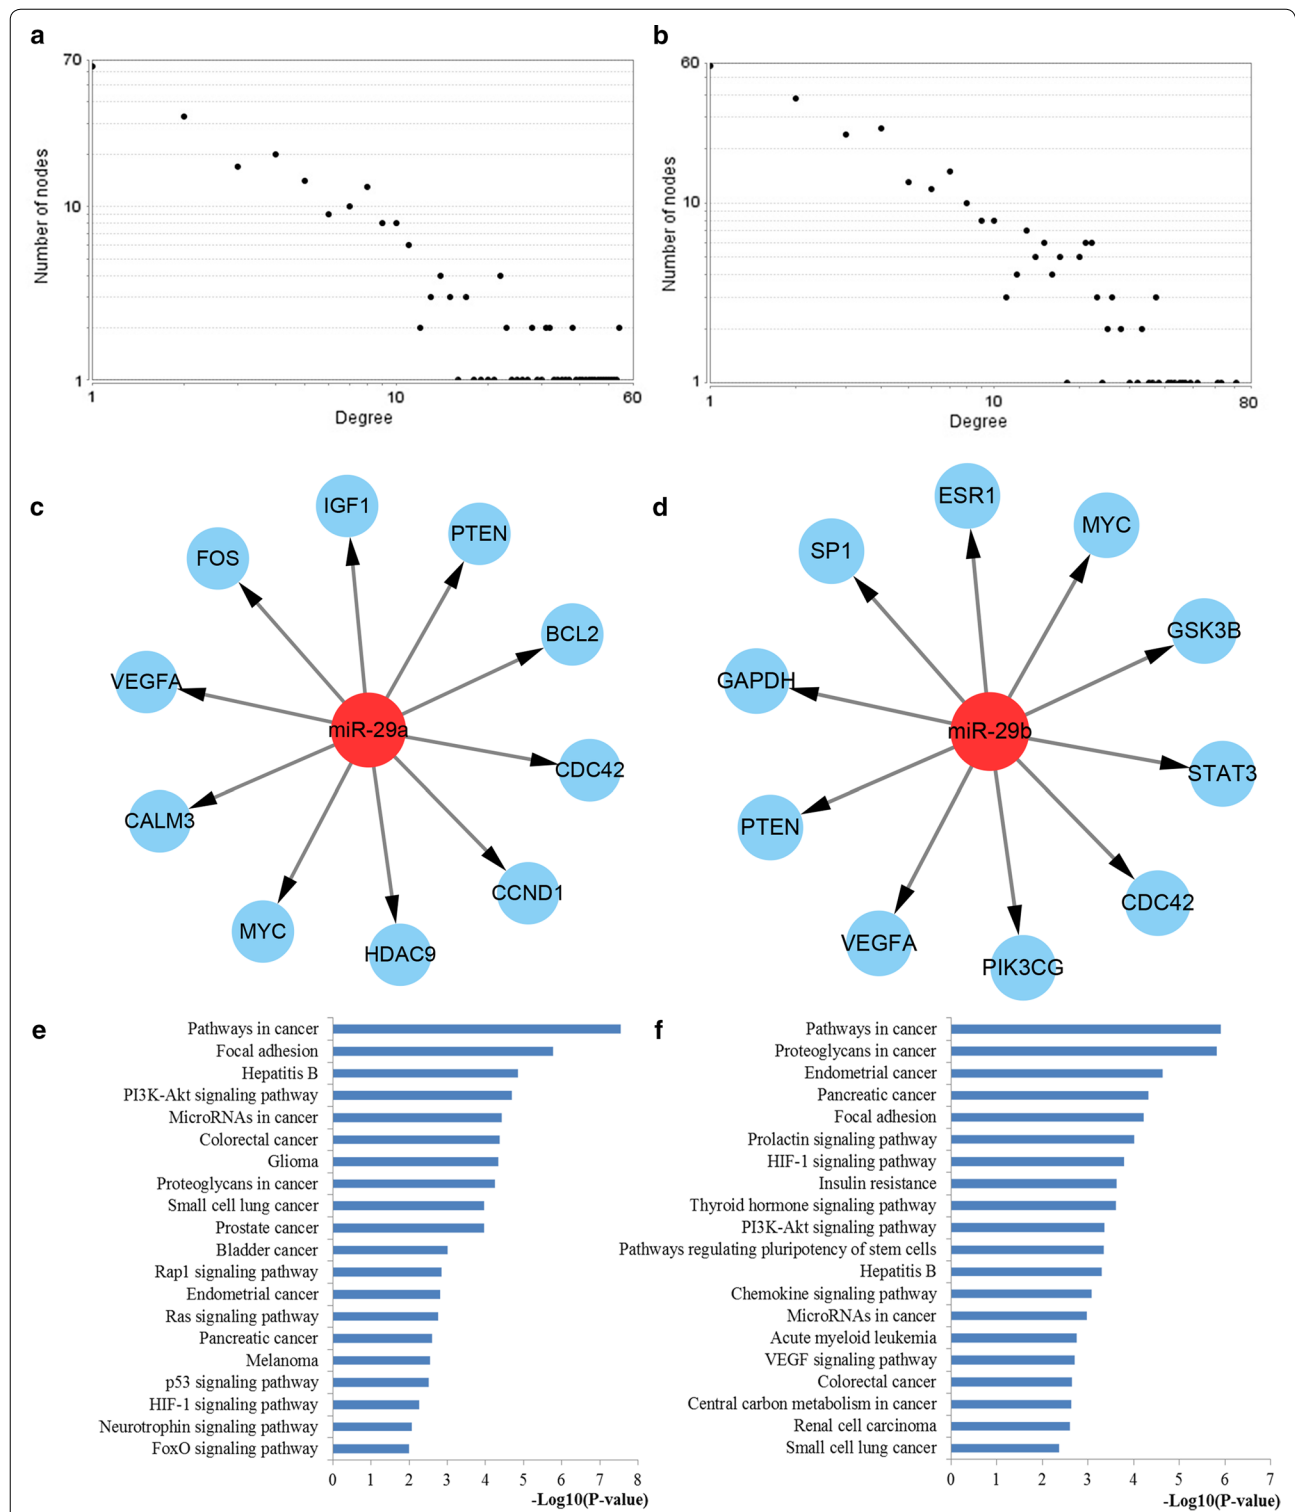 a
70
10
1
Number of nodes
1 10 60
Degree
b
60
10
1
Number of nodes
1 10 80
Degree
c
IGF1
PTEN
FOS
BCL2
VEGFA
miR-29a
CDC42
CALM3
CCND1
MYC
HDAC9
d
ESR1
MYC
SP1
GSK3B
GAPDH
miR-29b
STAT3
PTEN
CDC42
VEGFA
PIK3CG
e
Pathways in cancer
Focal adhesion
Hepatitis B
PI3K-Akt signaling pathway
MicroRNAs in cancer
Colorectal cancer
Glioma
Proteoglycans in cancer
Small cell lung cancer
Prostate cancer
Bladder cancer
Rap1 signaling pathway
Endometrial cancer
Ras signaling pathway
Pancreatic cancer
Melanoma
p53 signaling pathway
HIF-1 signaling pathway
Neurotrophin signaling pathway
FoxO signaling pathway
0 1 2 3 4 5 6 7 8
-Log10(P-value)
f
Pathways in cancer
Proteoglycans in cancer
Endometrial cancer
Pancreatic cancer
Focal adhesion
Prolactin signaling pathway
HIF-1 signaling pathway
Insulin resistance
Thyroid hormone signaling pathway
PI3K-Akt signaling pathway
Pathways regulating pluripotency of stem cells
Hepatitis B
Chemokine signaling pathway
MicroRNAs in cancer
Acute myeloid leukemia
VEGF signaling pathway
Colorectal cancer
Central carbon metabolism in cancer
Renal cell carcinoma
Small cell lung cancer
0 1 2 3 4 5 6 7
-Log10(P-value)